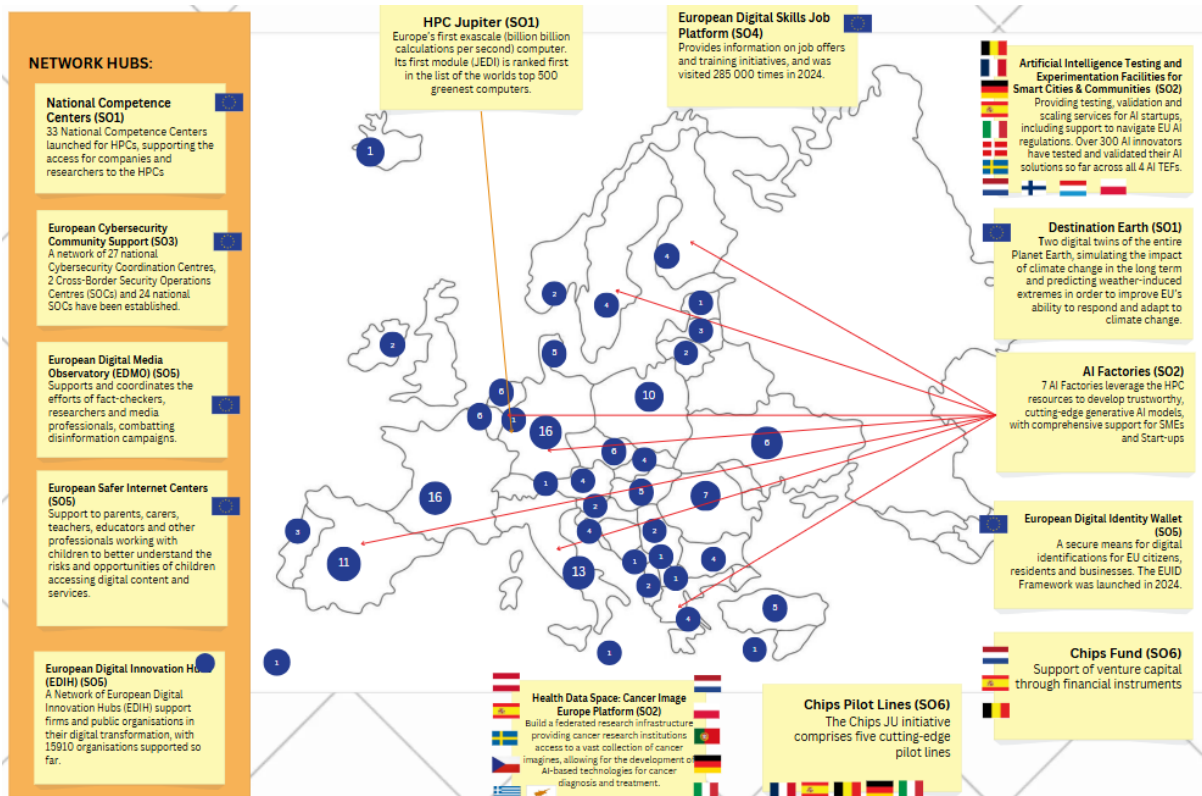 NETWORK HUBS:
National Competence
Centers (SO1)
33 National Competence Centers
launched for HPCs, supporting the
access for companies and
researchers to the HPCs
European Cybersecurity
Community Support (SO3)
A network of 27 national
Cybersecurity Coordination Centres,
2 Cross-Border Security Operations
Centres (SOCs) and 24 national
SOCs have been established.
European Digital Media
Observatory (EDMO) (SO5)
Supports and coordinates the
efforts of fact-checkers,
researchers and media
professionals, combatting
disinformation campaigns.
European Safer Internet Centers
(SO5)
Support to parents, carers,
teachers, educators and other
professionals working with
children to better understand the
risks and opportunities of children
accessing digital content and
services.
European Digital Innovation Hu
(EDIH) (SO5)
A Network of European Digital
Innovation Hubs (EDIH) support
firms and public organisations in
their digital transformation, with
15910 organisations supported so
far.
HPC Jupiter (SO1)
Europe's first exascale (billion billion
calculations per second) computer.
Its first module (JEDI) is ranked first
in the list of the worlds top 500
greenest computers.
European Digital Skills Job
Platform (SO4)
Provides information on job offers
and training initiatives, and was
visited 285 000 times in 2024.
1
4
2
4
1
3
2
2
5
6
6
1
16
10
6
4
6
1
4
5
7
2
16
4
2
3
11
13
1
1
4
2
1
4
5
1
1
1
Artificial Intelligence Testing and
Experimentation Facilities for
Smart Cities & Communities (SO2)
Providing testing, validation and
scaling services for AI startups,
including support to navigate EU AI
regulations. Over 300 AI innovators
have tested and validated their AI
solutions so far across all 4 AI TEFs.
Destination Earth (SO1)
Two digital twins of the entire
Planet Earth, simulating the impact
of climate change in the long term
and predicting weather-induced
extremes in order to improve EU's
ability to respond and adapt to
climate change.
AI Factories (SO2)
7 AI Factories leverage the HPC
resources to develop trustworthy,
cutting-edge generative AI models,
with comprehensive support for SMEs
and Start-ups
European Digital Identity Wallet
(SO5)
A secure means for digital
identifications for EU citizens,
residents and businesses. The EUID
Framework was launched in 2024.
Chips Fund (SO6)
Support of venture capital
through financial instruments
Health Data Space: Cancer Image
Europe Platform (SO2)
Build a federated research infrastructure
providing cancer research institutions
access to a vast collection of cancer
imagines, allowing for the development o
AI-based technologies for cancer
diagnosis and treatment.
Chips Pilot Lines (SO6)
The Chips JU initiative
comprises five cutting-edge
pilot lines